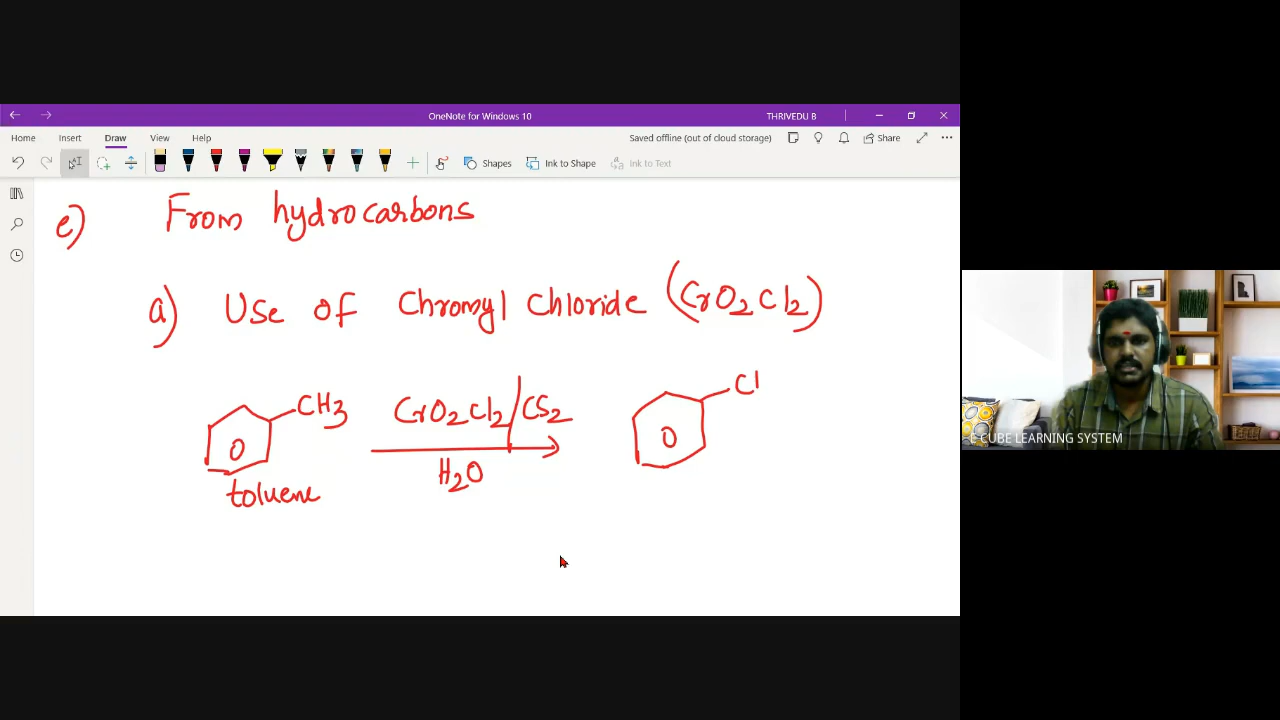 OneNote for Windows 10
THRIVEDU B
Home Insert Draw View Help
Saved offline (out of cloud storage)
Share
Shapes
Ink to Shape
Ink to Text
e) From hydrocarbons
a) Use of Chromyl Chloride (CrO2Cl2)
CH3
CrO2Cl2/CS2
H2O
toluene
Cl
E CUBE LEARNING SYSTEM